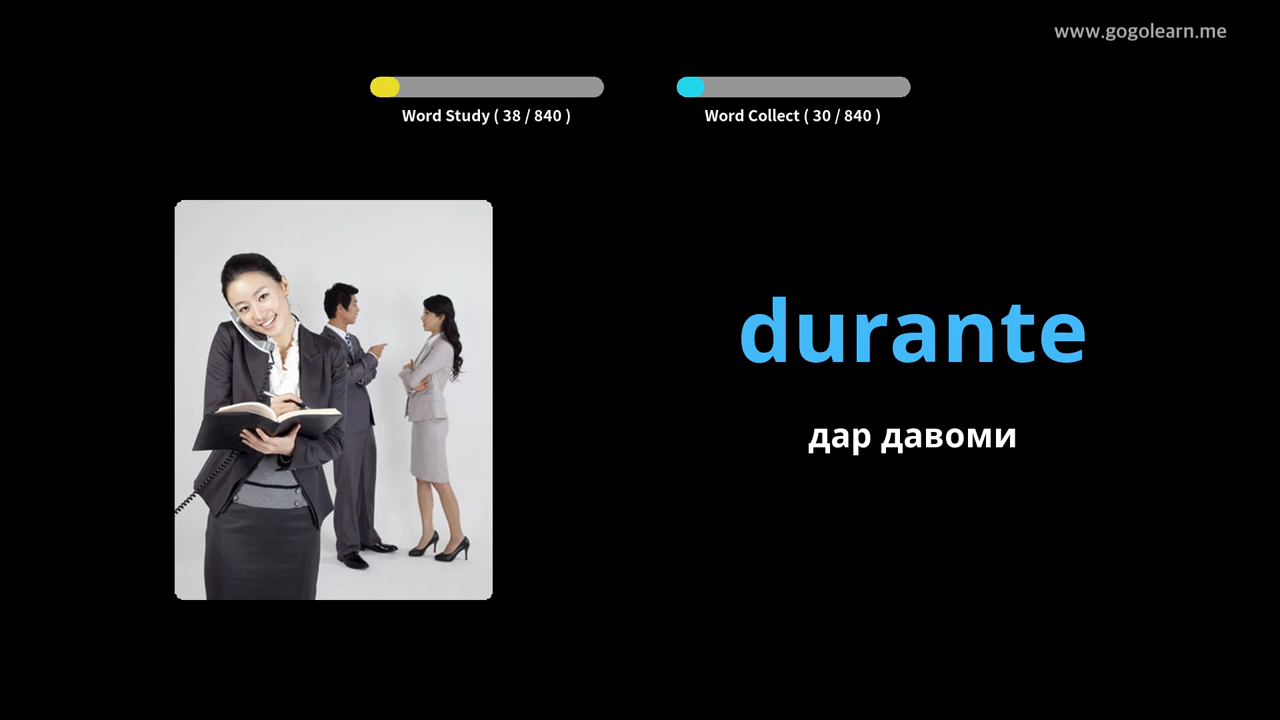 www.gogolearn.me
Word Study ( 38 / 840 )
Word Collect ( 30 / 840 )
durante
дар давоми